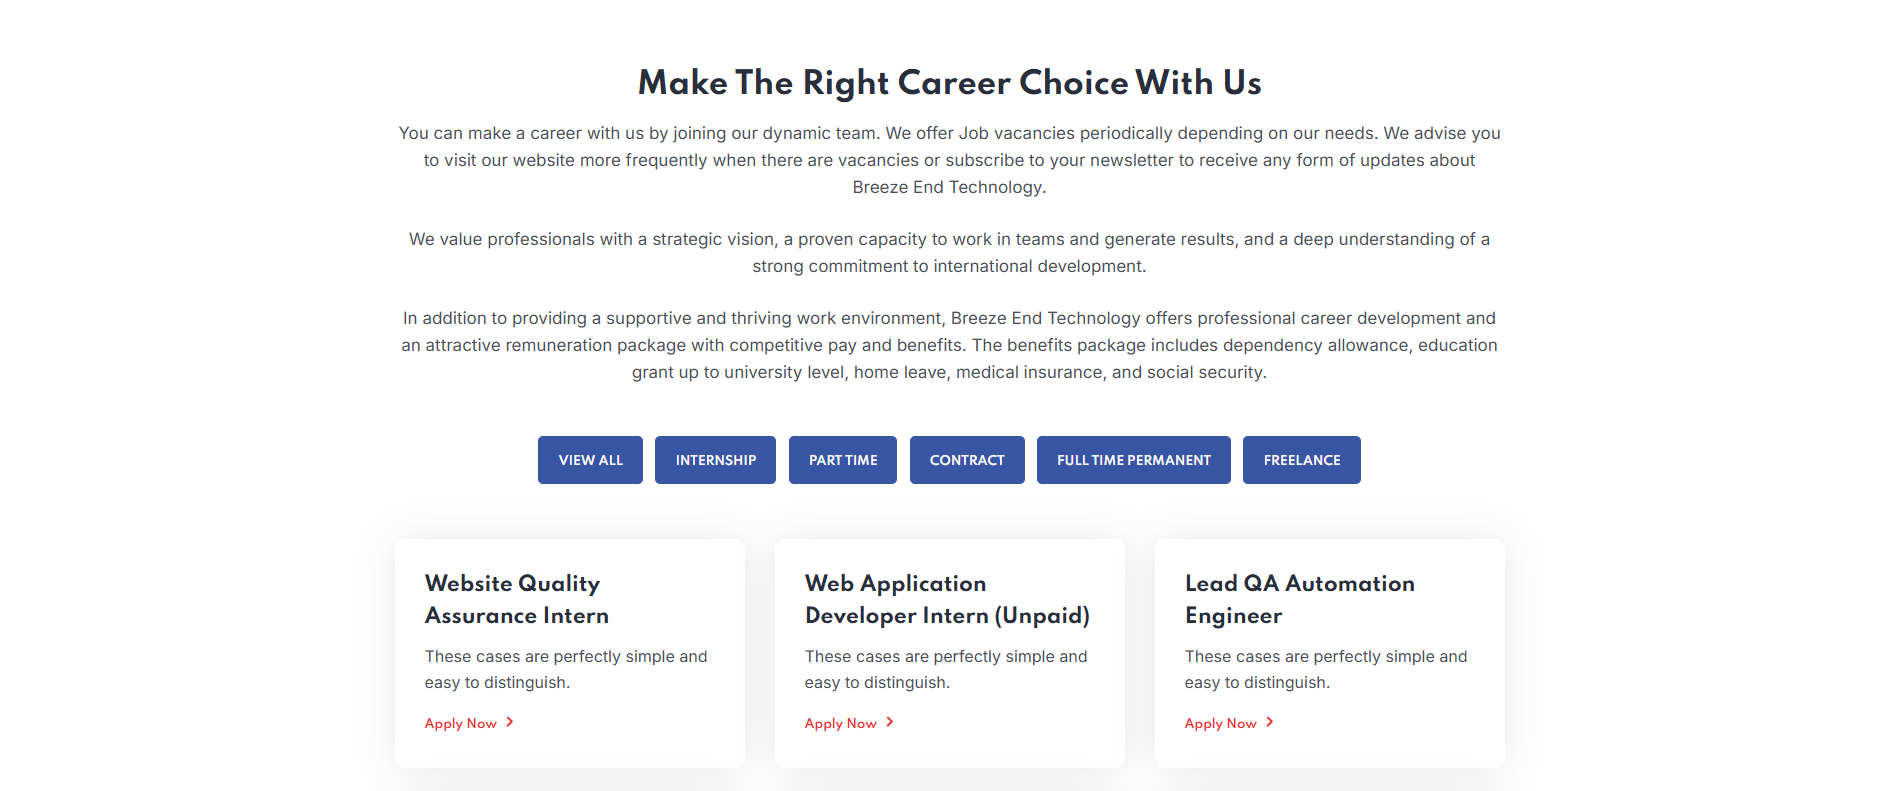 Make The Right Career Choice With Us
You can make a career with us by joining our dynamic team. We offer Job vacancies periodically depending on our needs. We advise you
to visit our website more frequently when there are vacancies or subscribe to your newsletter to receive any form of updates about
Breeze End Technology.
We value professionals with a strategic vision, a proven capacity to work in teams and generate results, and a deep understanding of a
strong commitment to international development.
In addition to providing a supportive and thriving work environment, Breeze End Technology offers professional career development and
an attractive remuneration package with competitive pay and benefits. The benefits package includes dependency allowance, education
grant up to university level, home leave, medical insurance, and social security.
VIEW ALL INTERNSHIP PART TIME CONTRACT FULL TIME PERMANENT FREELANCE
Website Quality
Assurance Intern
These cases are perfectly simple and
easy to distinguish.
Apply Now
Web Application
Developer Intern (Unpaid)
These cases are perfectly simple and
easy to distinguish.
Apply Now
Lead QA Automation
Engineer
These cases are perfectly simple and
easy to distinguish.
Apply Now